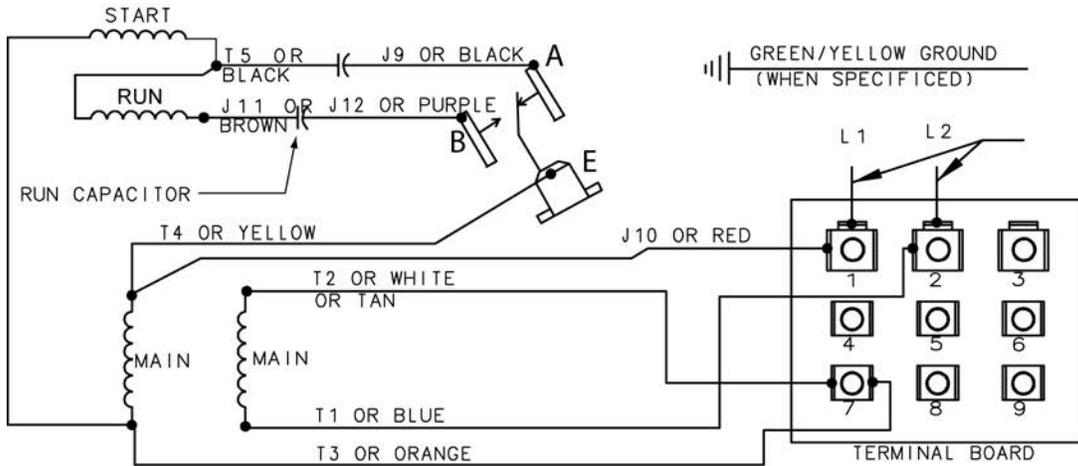 START
T5 OR
BLACK
J9 OR BLACK
A
GREEN/YELLOW GROUND
(WHEN SPECIFICED)
RUN
J11 OR
BROWN
J12 OR PURPLE
B
E
L1
L2
RUN CAPACITOR
T4 OR YELLOW
J10 OR RED
T2 OR WHITE
OR TAN
1
2
3
MAIN
MAIN
4
5
6
7
8
9
T1 OR BLUE
T3 OR ORANGE
TERMINAL BOARD